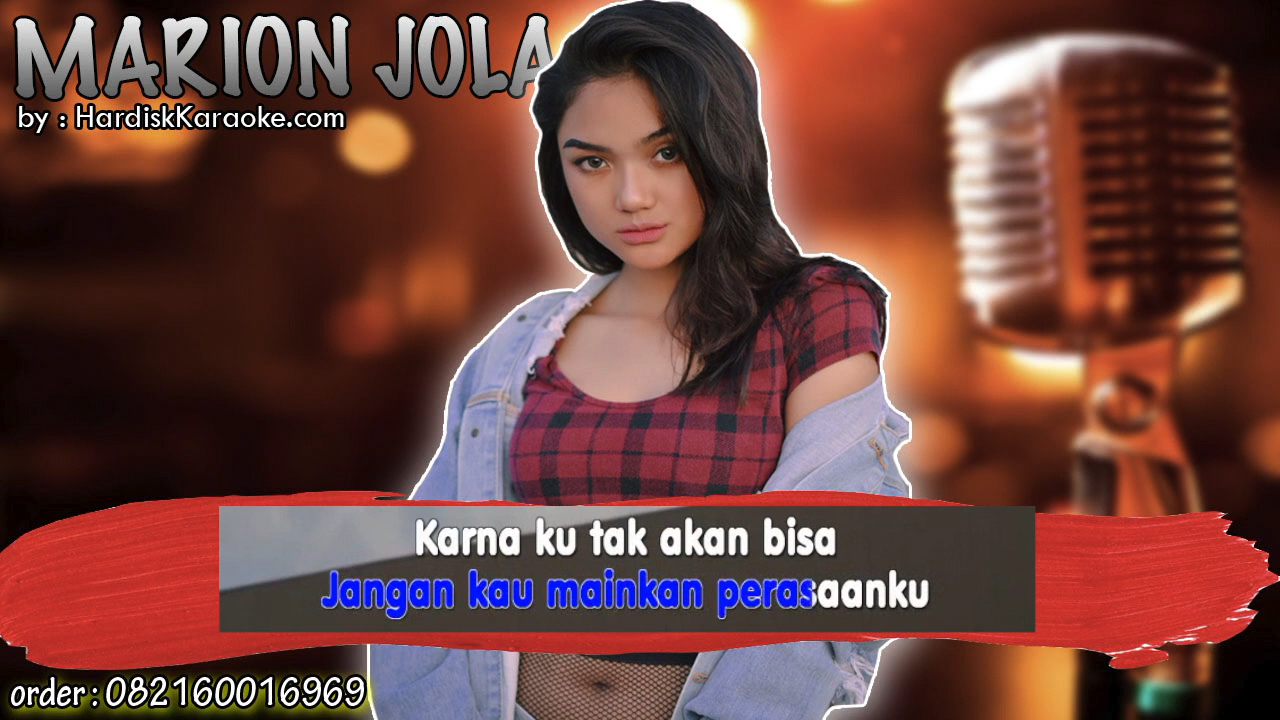 MARION JOLA
by : HardiskKaraoke.com
Karna ku tak akan bisa
Jangan kau mainkan perasaanku
order : 082160016969